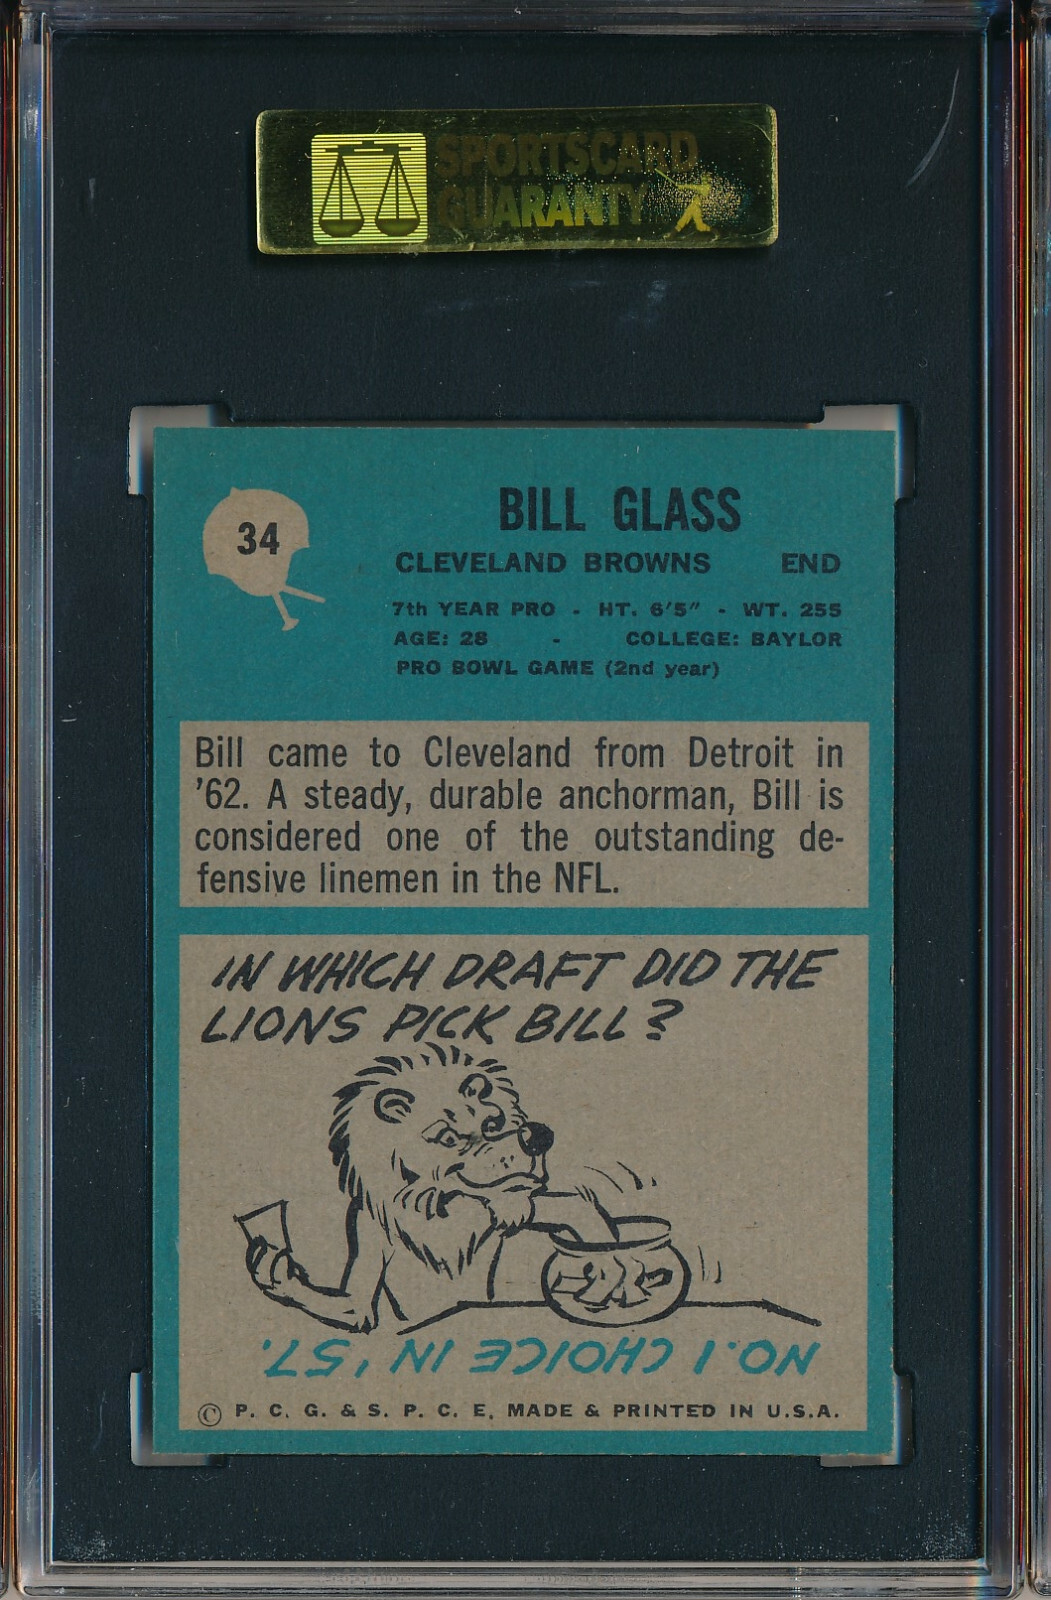 SPORTSCARD
GUARANTY
34
BILL GLASS
CLEVELAND BROWNS END
7th YEAR PRO - HT. 6'5" - WT. 255
AGE: 28 - COLLEGE: BAYLOR
PRO BOWL GAME (2nd year)
Bill came to Cleveland from Detroit in
'62. A steady, durable anchorman, Bill is
considered one of the outstanding de-
fensive linemen in the NFL.
IN WHICH DRAFT DID THE
LIONS PICK BILL?
NO. 1 CHOICE IN '57.
© P. C. G. & S. P. C. E. MADE & PRINTED IN U.S.A.